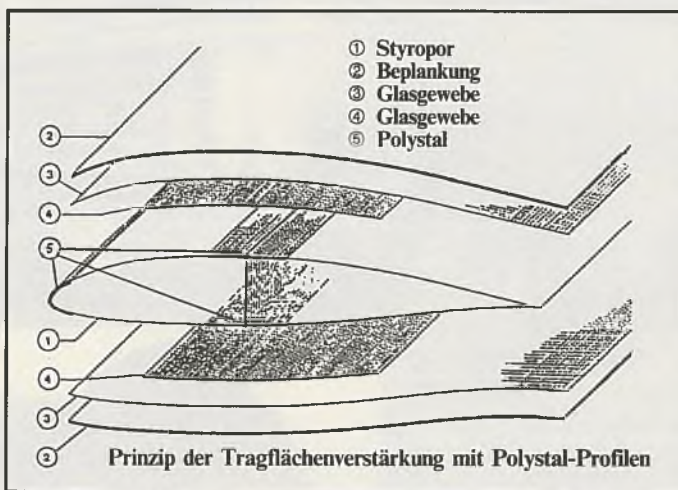 ① Styropor
② Beplankung
③ Glasgewebe
④ Glasgewebe
⑤ Polystal
②
③
④
⑤
①
④
③
②
Prinzip der Tragflächenverstärkung mit Polystal-Profilen